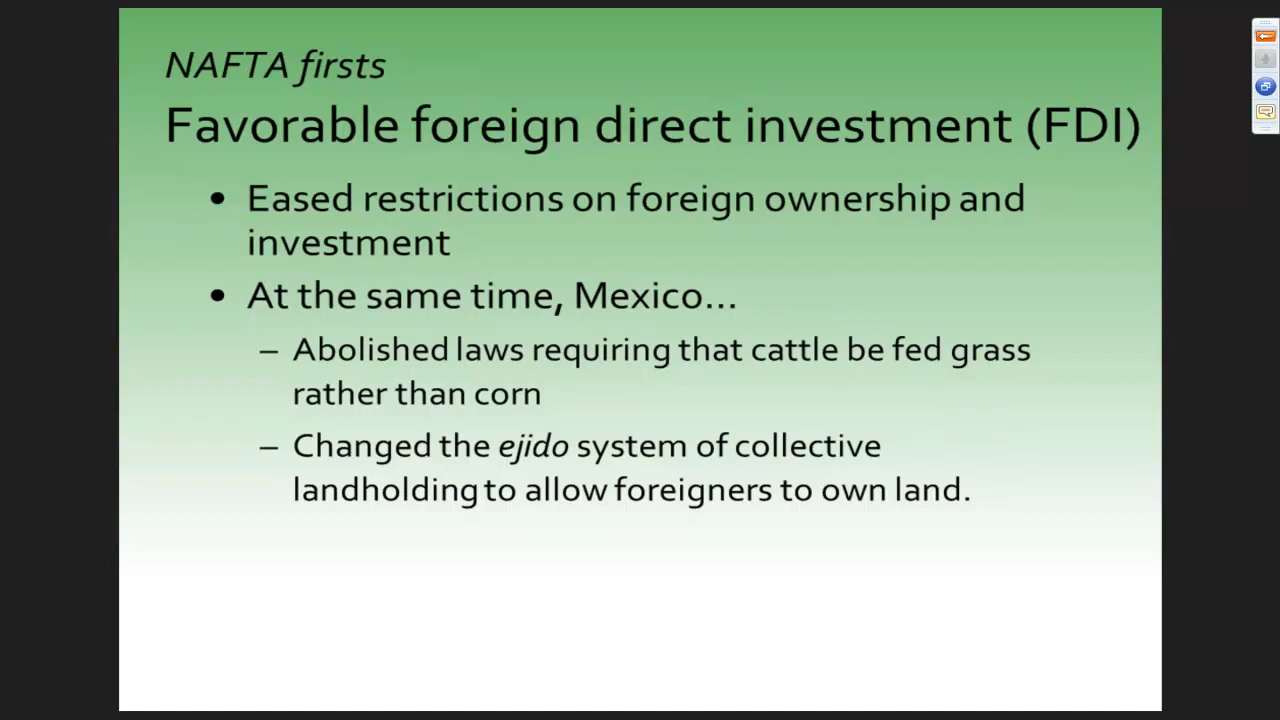 NAFTA firsts
Favorable foreign direct investment (FDI)
• Eased restrictions on foreign ownership and
investment
• At the same time, Mexico...
– Abolished laws requiring that cattle be fed grass
rather than corn
– Changed the ejido system of collective
landholding to allow foreigners to own land.